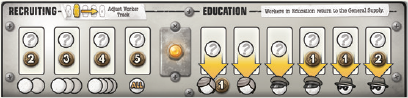 RECRUITING
Adjust Worker Track
EDUCATION
Workers in Education return to the General Supply.
? ? ? ? ? ? ? ? ? ?
2 3 4 5 1 1 2 2
ALL 1